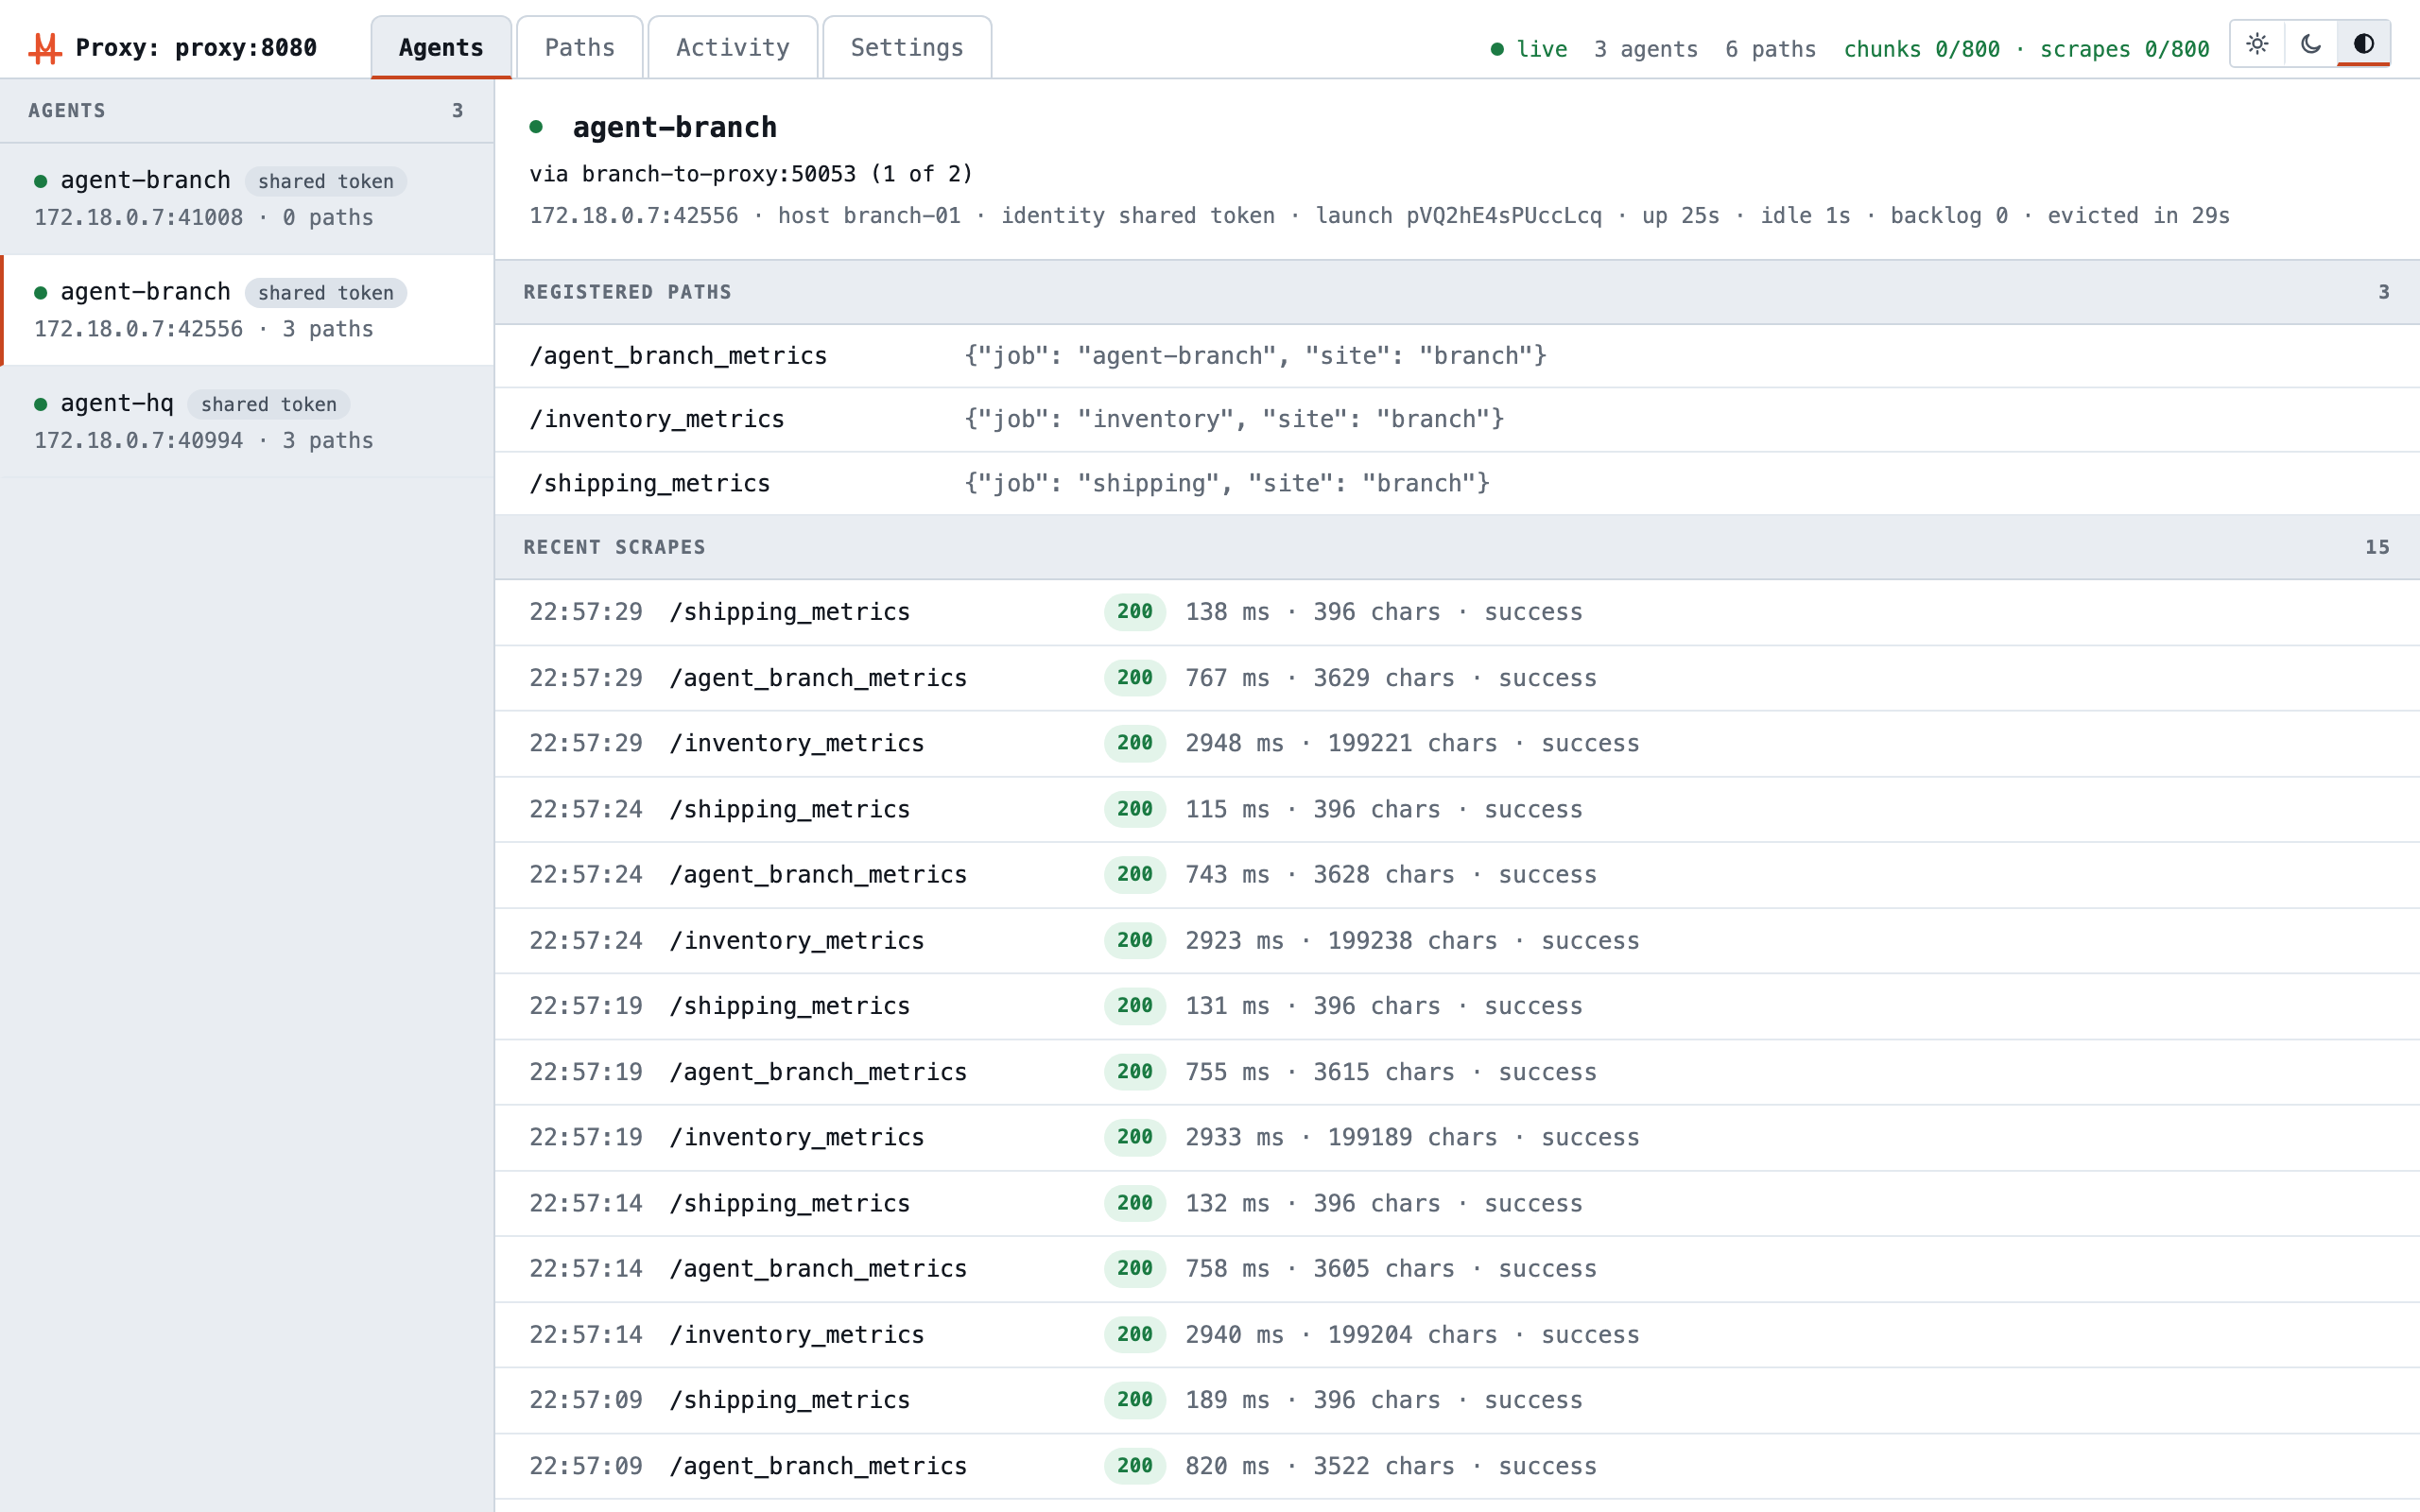 Proxy: proxy:8080 Agents Paths Activity Settings live 3 agents 6 paths chunks 0/800 · scrapes 0/800
AGENTS 3
agent-branch shared token
172.18.0.7:41008 · 0 paths
agent-branch shared token
172.18.0.7:42556 · 3 paths
agent-hq shared token
172.18.0.7:40994 · 3 paths
agent-branch
via branch-to-proxy:50053 (1 of 2)
172.18.0.7:42556 · host branch-01 · identity shared token · launch pVQ2hE4sPUccLcq · up 25s · idle 1s · backlog 0 · evicted in 29s
REGISTERED PATHS 3
/agent_branch_metrics {"job": "agent-branch", "site": "branch"}
/inventory_metrics {"job": "inventory", "site": "branch"}
/shipping_metrics {"job": "shipping", "site": "branch"}
RECENT SCRAPES 15
22:57:29 /shipping_metrics 200 138 ms · 396 chars · success
22:57:29 /agent_branch_metrics 200 767 ms · 3629 chars · success
22:57:29 /inventory_metrics 200 2948 ms · 199221 chars · success
22:57:24 /shipping_metrics 200 115 ms · 396 chars · success
22:57:24 /agent_branch_metrics 200 743 ms · 3628 chars · success
22:57:24 /inventory_metrics 200 2923 ms · 199238 chars · success
22:57:19 /shipping_metrics 200 131 ms · 396 chars · success
22:57:19 /agent_branch_metrics 200 755 ms · 3615 chars · success
22:57:19 /inventory_metrics 200 2933 ms · 199189 chars · success
22:57:14 /shipping_metrics 200 132 ms · 396 chars · success
22:57:14 /agent_branch_metrics 200 758 ms · 3605 chars · success
22:57:14 /inventory_metrics 200 2940 ms · 199204 chars · success
22:57:09 /shipping_metrics 200 189 ms · 396 chars · success
22:57:09 /agent_branch_metrics 200 820 ms · 3522 chars · success